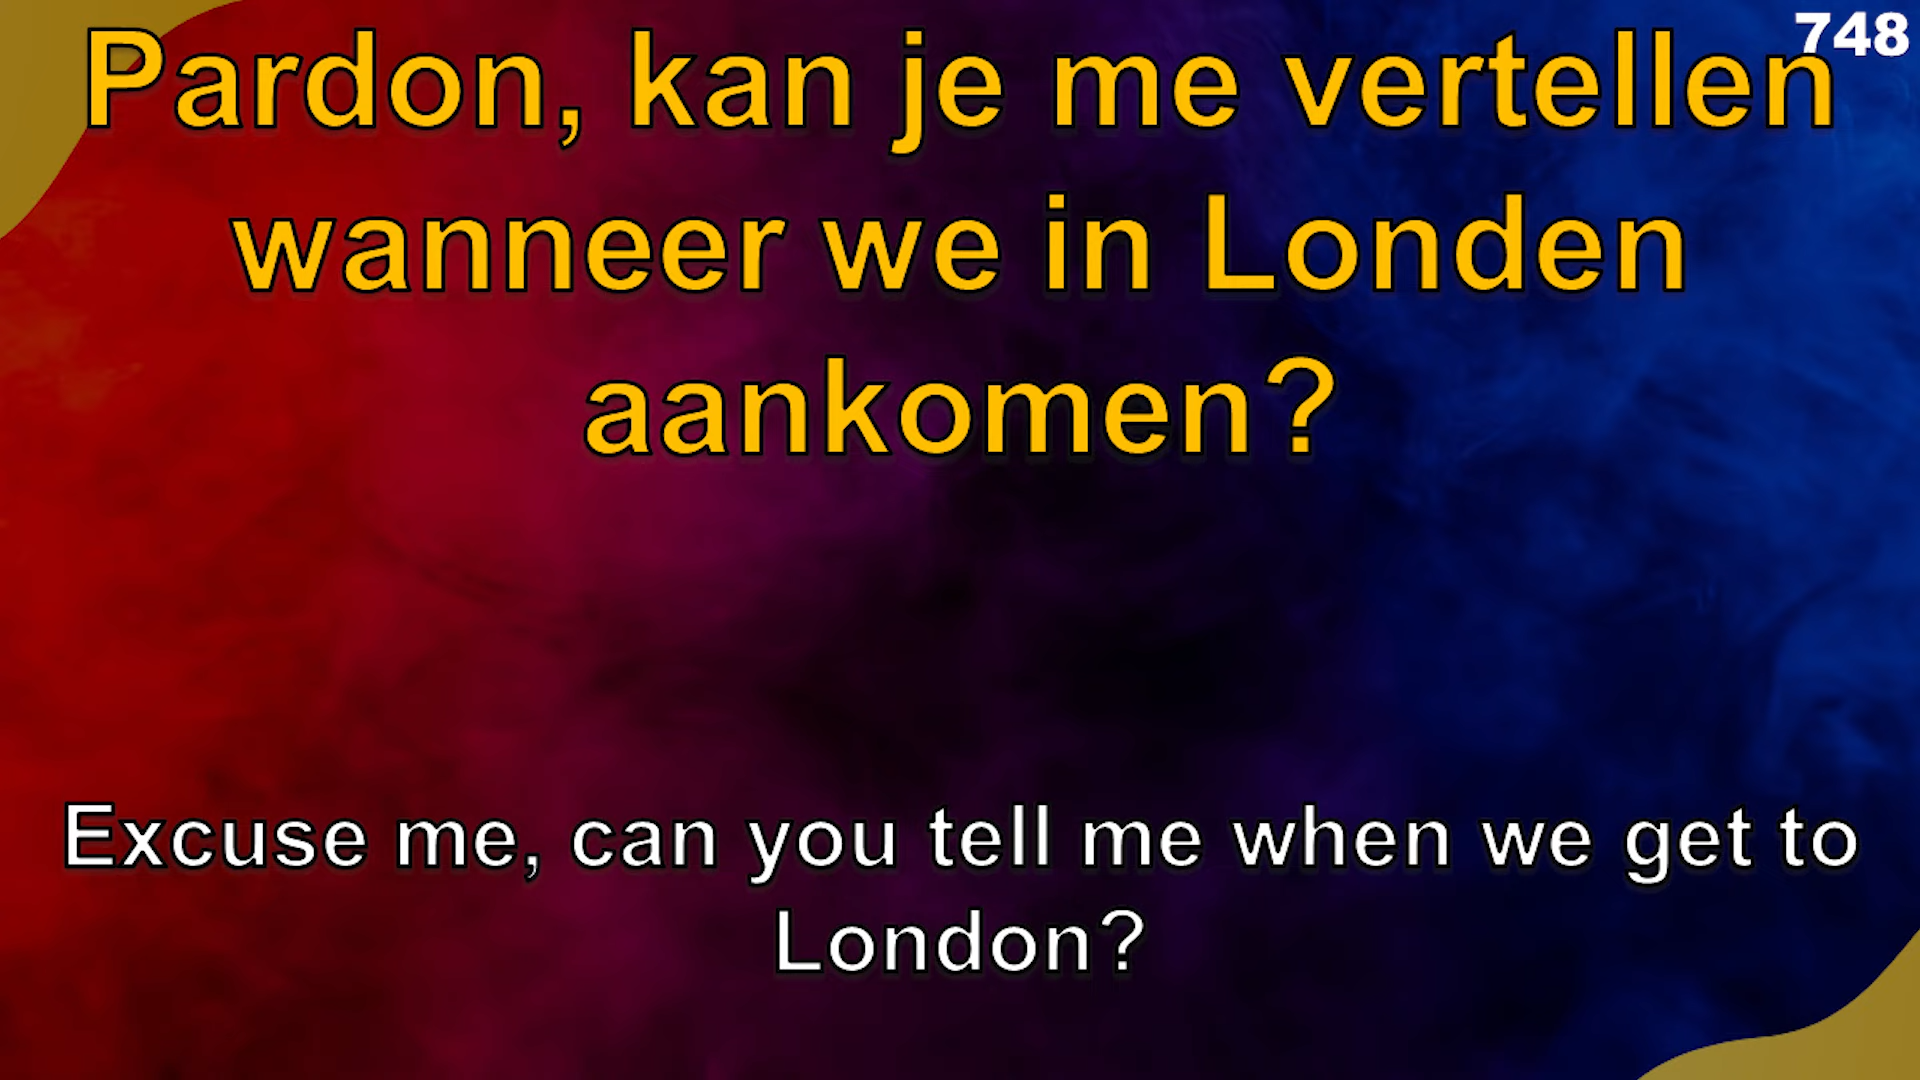 748
Pardon, kan je me vertellen
wanneer we in Londen
aankomen?
Excuse me, can you tell me when we get to
London?